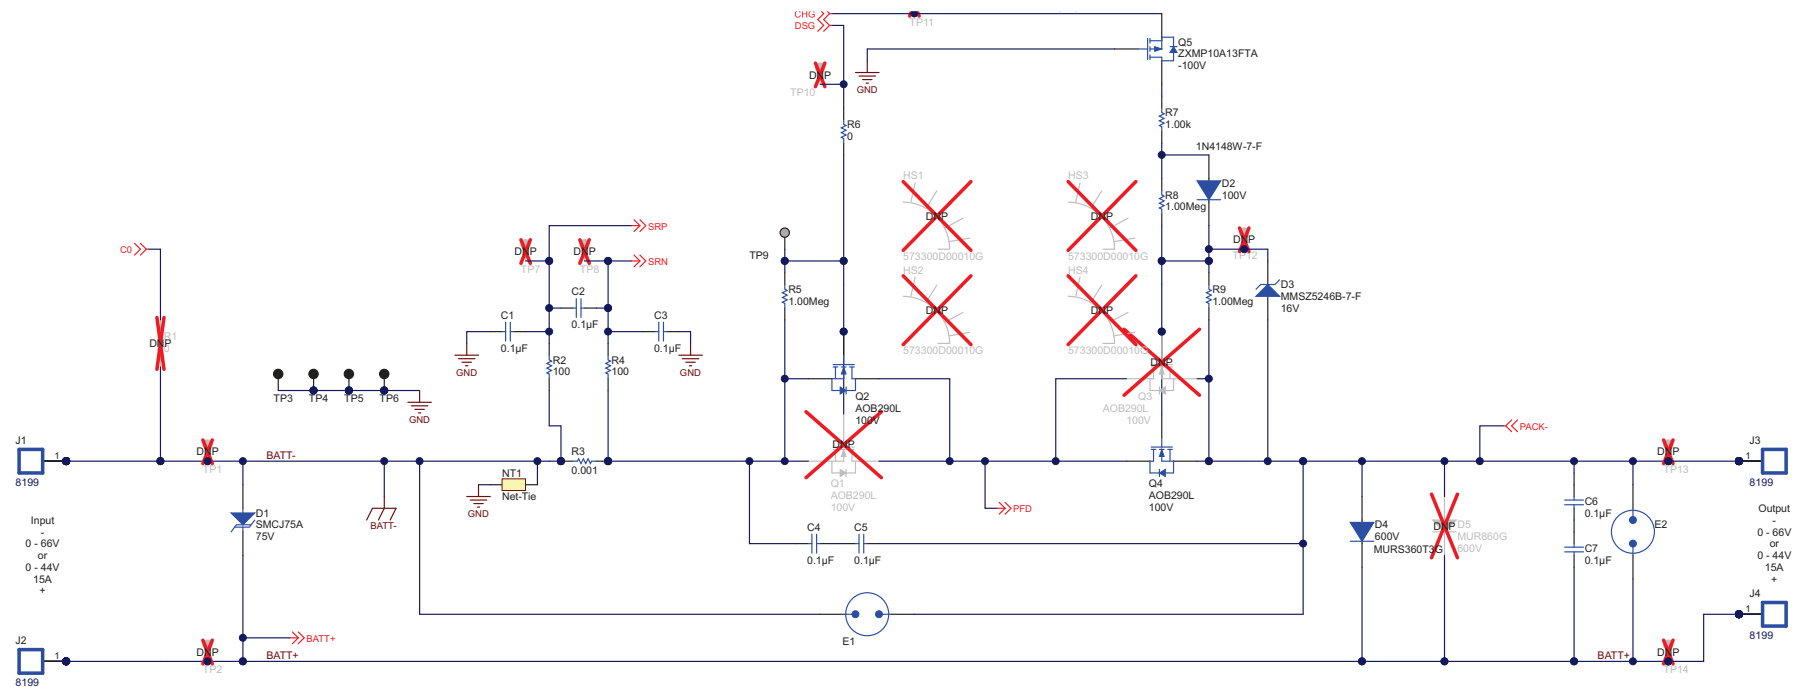 CHG
DSG
TP11
Q5
ZXMP10A13FTA
-100V
DNP
TP10
GND
R6
0
R7
1.00k
1N4148W-7-F
D2
100V
R8
1.00Meg
HS1
DNP
573300D00010G
HS3
DNP
573300D00010G
C0
SRP
DNP
TP7
DNP
TP8
SRN
TP9
DNP
TP12
HS2
DNP
573300D00010G
HS4
DNP
573300D00010G
R5
1.00Meg
R9
1.00Meg
D3
MMSZ5246B-7-F
16V
C2
0.1µF
C1
0.1µF
C3
0.1µF
GND
GND
R1
DNP
0
R2
100
R4
100
TP3
TP4
TP5
TP6
GND
Q2
AOB290L
100V
DNP
Q3
AOB290L
100V
J1
1
8199
DNP
TP1
BATT-
R3
0.001
NT1
Net-Tie
GND
DNP
Q1
AOB290L
100V
Q4
AOB290L
100V
PACK-
DNP
TP13
J3
1
8199
D1
SMCJ75A
75V
BATT-
PFD
C4
0.1µF
C5
0.1µF
D4
600V
MURS360T3G
DNP
D5
MUR860G
600V
C6
0.1µF
C7
0.1µF
E2
Input
-
0 - 66V
or
0 - 44V
15A
+
Output
-
0 - 66V
or
0 - 44V
15A
+
E1
J4
1
8199
J2
1
8199
DNP
TP2
BATT+
BATT+
BATT+
DNP
TP14